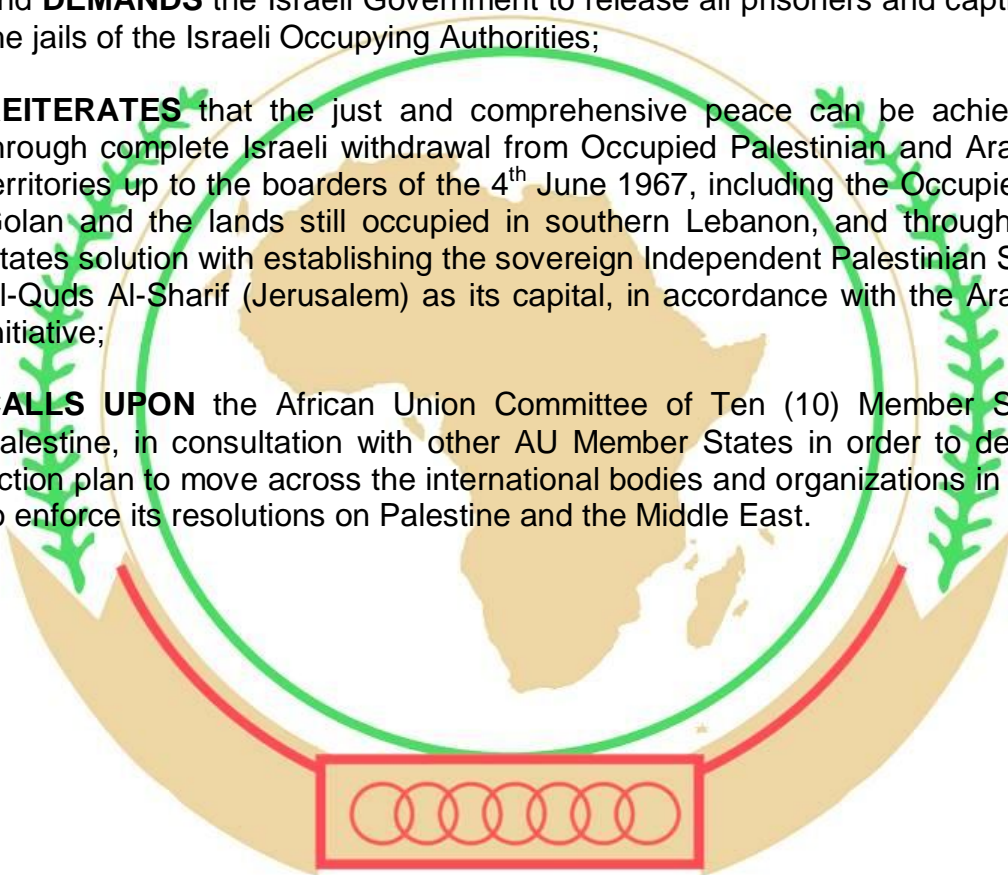 nd DEMANDS the Israeli Government to release all prisoners and capti
he jails of the Israeli Occupying Authorities;
EITERATES that the just and comprehensive peace can be achie
hrough complete Israeli withdrawal from Occupied Palestinian and Ara
erritories up to the boarders of the 4th June 1967, including the Occupie
Golan and the lands still occupied in southern Lebanon, and through
tates solution with establishing the sovereign Independent Palestinian S
l-Quds Al-Sharif (Jerusalem) as its capital, in accordance with the Ara
nitiative;
ALLS UPON the African Union Committee of Ten (10) Member S
alestine, in consultation with other AU Member States in order to de
ction plan to move across the international bodies and organizations in
o enforce its resolutions on Palestine and the Middle East.